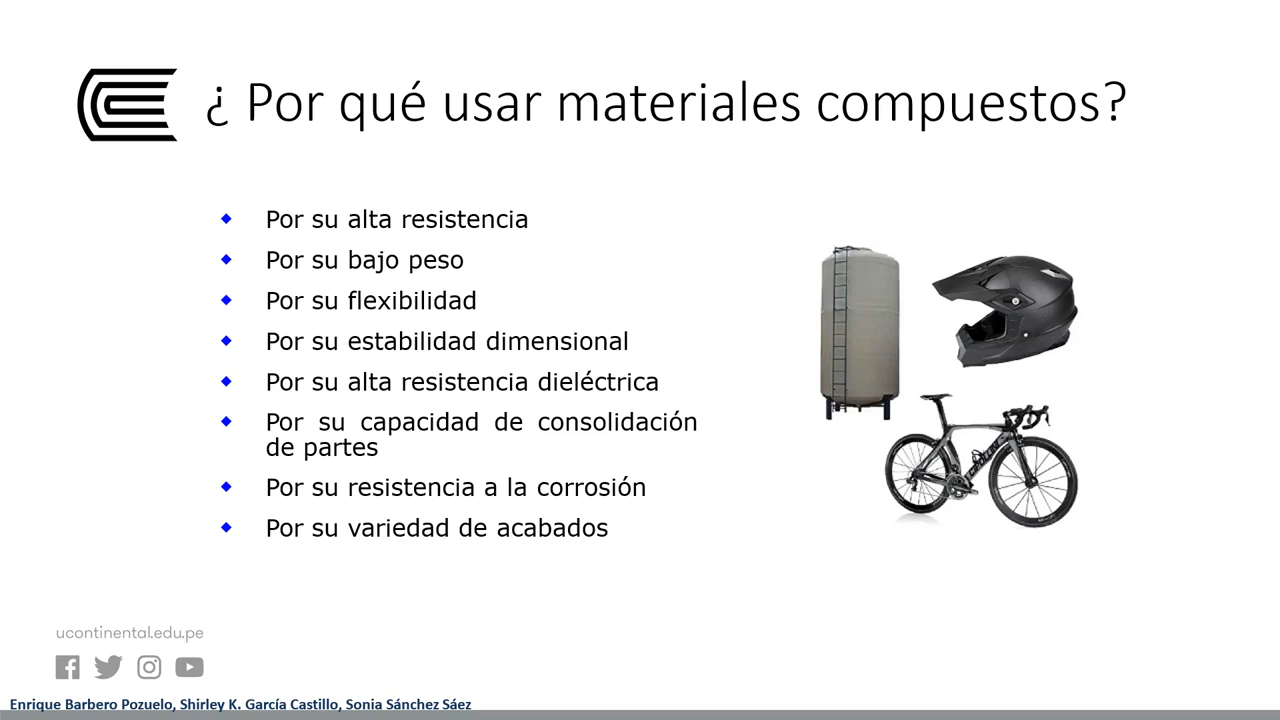 ¿ Por qué usar materiales compuestos?
Por su alta resistencia
Por su bajo peso
Por su flexibilidad
Por su estabilidad dimensional
Por su alta resistencia dieléctrica
Por su capacidad de consolidación
de partes
Por su resistencia a la corrosión
Por su variedad de acabados
ucontinental.edu.pe
Enrique Barbero Pozuelo, Shirley K. García Castillo, Sonia Sánchez Sáez